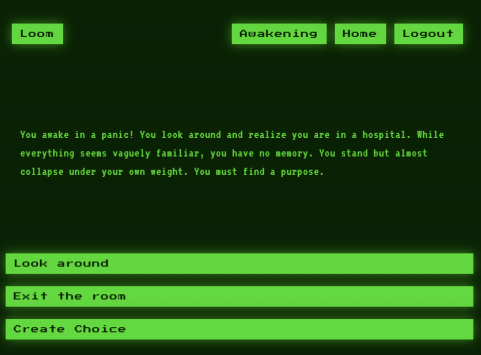 Loom
Awakening
Home
Logout
You awake in a panic! You look around and realize you are in a hospital. While
everything seems vaguely familiar, you have no memory. You stand but almost
collapse under your own weight. You must find a purpose.
Look around
Exit the room
Create Choice